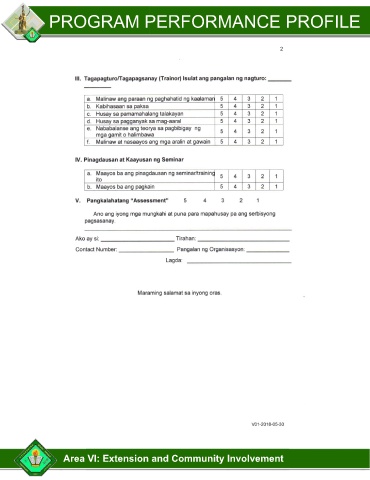 PROGRAM PERFORMANCE PROFILE
2
III. Tagapagturo/Tagapagsanay (Trainor) Isulat ang pangalan ng nagturo: _______
_________
a. Malinaw ang paraan ng paghahatid ng kaalaman 5 4 3 2 1
b. Kabihasaan sa paksa 5 4 3 2 1
c. Husay sa pamamahalang talakayan 5 4 3 2 1
d. Husay sa pagganyak sa mag-aaral 5 4 3 2 1
e. Nababalanse ang teorya sa pagbibigay ng
mga gamit o halimbawa 5 4 3 2 1
f. Malinaw at nasaayos ang mga aralin at gawain 5 4 3 2 1
IV. Pinagdausan at Kaayusan ng Seminar
a. Maayos ba ang pinagdausan ng seminar/training
ito 5 4 3 2 1
b. Maayos ba ang pagkain 5 4 3 2 1
V. Pangkalahatang "Assessment" 5 4 3 2 1
Ano ang iyong mga mungkahi at puna para mapahusay pa ang serbisyong
pagsasanay.
Ako ay si: ____________________ Tirahan: ____________________
Contact Number: _______________ Pangalan ng Organisasyon: ____________
Lagda: ____________________
Maraming salamat sa inyong oras.
V01-2018-05-30
Area VI: Extension and Community Involvement